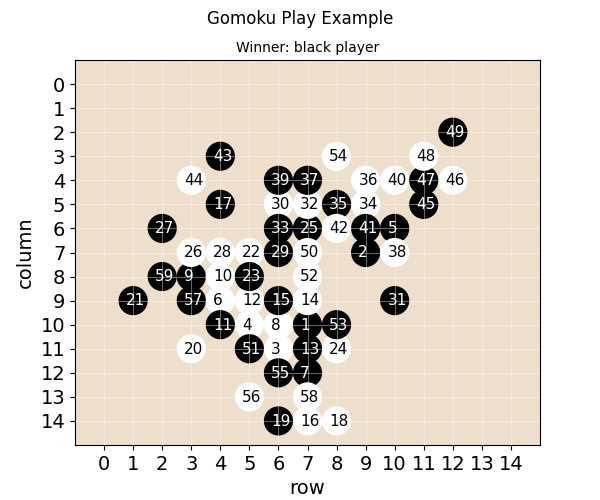 Gomoku Play Example
Winner: black player
0
1
2 49
3 43 54 48
4 44 39 37 36 40 47 46
5 17 30 32 35 34 45
6 27 33 25 42 41 5
7 26 28 22 29 50 2 38
8 59 9 10 23 52
9 21 57 6 12 15 14 31
10 11 4 8 1 53
11 20 51 3 13 24
12 55 7
13 56 58
14 19 16 18
0 1 2 3 4 5 6 7 8 9 10 11 12 13 14
column
row